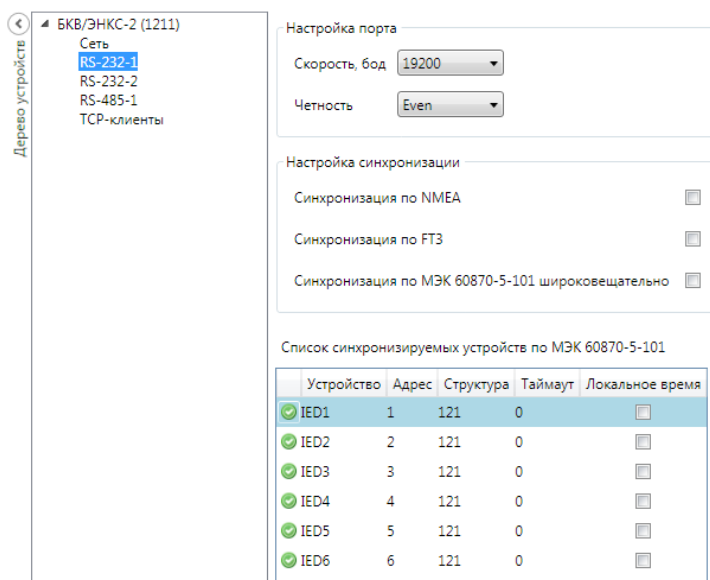 Дерево устройств
БКВ/ЭНКС-2 (1211)
Сеть
RS-232-1
RS-232-2
RS-485-1
TCP-клиенты
Настройка порта
Скорость, бод 19200
Четность Even
Настройка синхронизации
Синхронизация по NMEA
Синхронизация по FT3
Синхронизация по МЭК 60870-5-101 широковещательно
Список синхронизируемых устройств по МЭК 60870-5-101
Устройство Адрес Структура Таймаут Локальное время
IED1 1 121 0
IED2 2 121 0
IED3 3 121 0
IED4 4 121 0
IED5 5 121 0
IED6 6 121 0